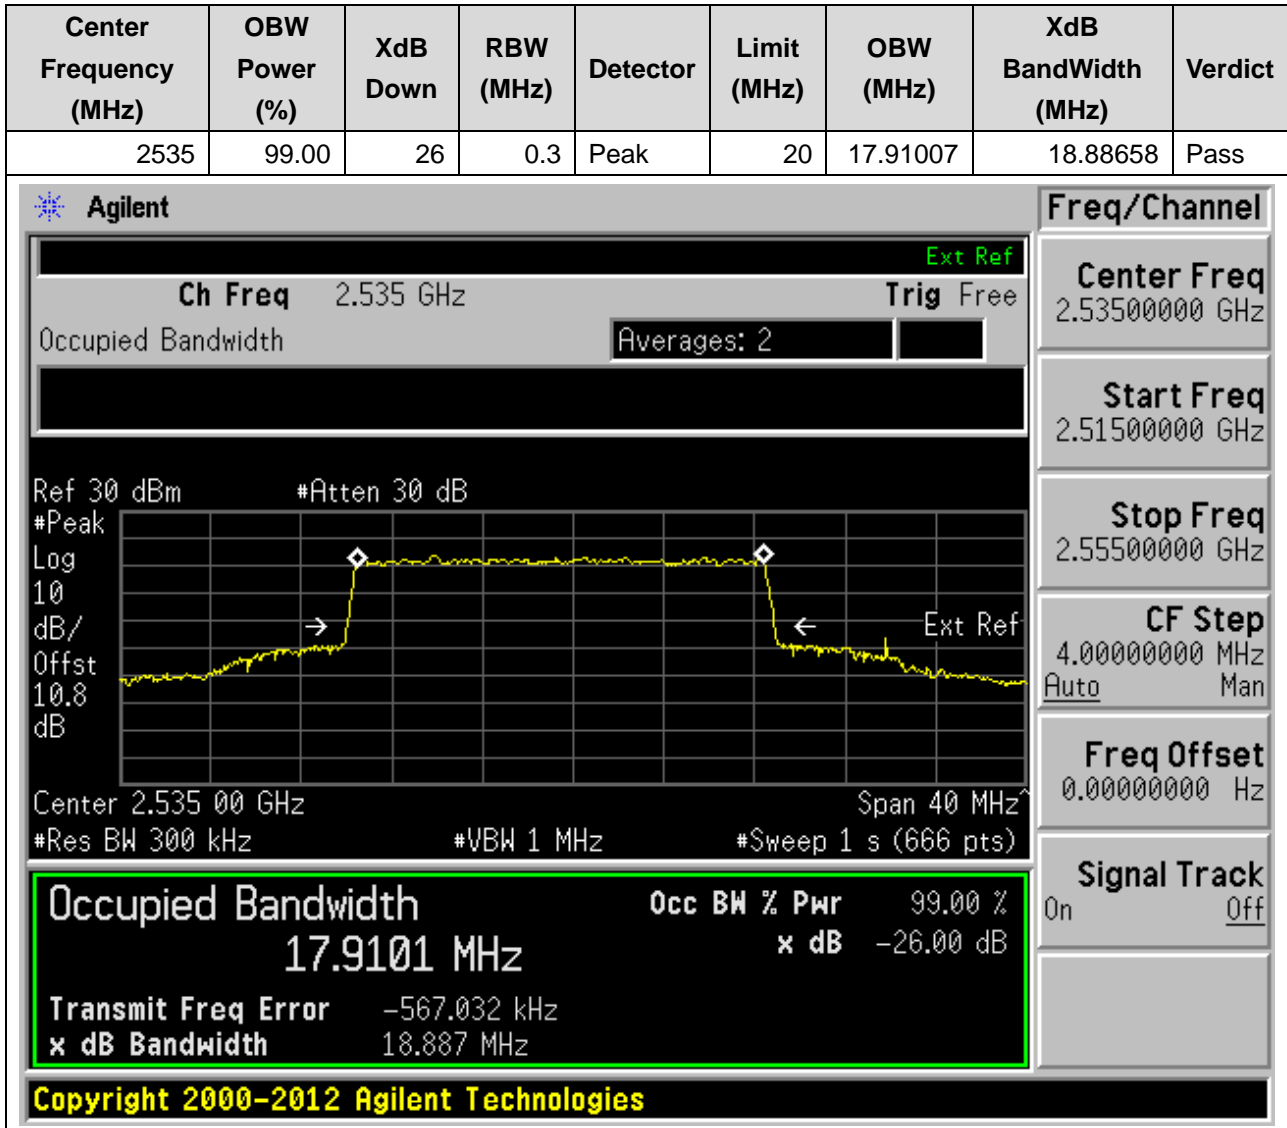 Center Frequency (MHz) OBW Power (%) XdB Down RBW (MHz) Detector Limit (MHz) OBW (MHz) XdB BandWidth (MHz) Verdict
2535 99.00 26 0.3 Peak 20 17.91007 18.88658 Pass
Agilent
Freq/Channel
Ext Ref
Ch Freq 2.535 GHz Trig Free
Occupied Bandwidth Averages: 2
Center Freq
2.53500000 GHz
Start Freq
2.51500000 GHz
Stop Freq
2.55500000 GHz
CF Step
4.00000000 MHz
Auto Man
Freq Offset
0.00000000 Hz
Signal Track
On Off
Ref 30 dBm #Atten 30 dB
#Peak
Log
10
dB/
Offst
10.8
dB
Ext Ref
Center 2.535 00 GHz Span 40 MHz^
#Res BW 300 kHz #VBW 1 MHz #Sweep 1 s (666 pts)
Occupied Bandwidth
17.9101 MHz
Occ BW % Pwr 99.00 %
x dB -26.00 dB
Transmit Freq Error -567.032 kHz
x dB Bandwidth 18.887 MHz
Copyright 2000-2012 Agilent Technologies